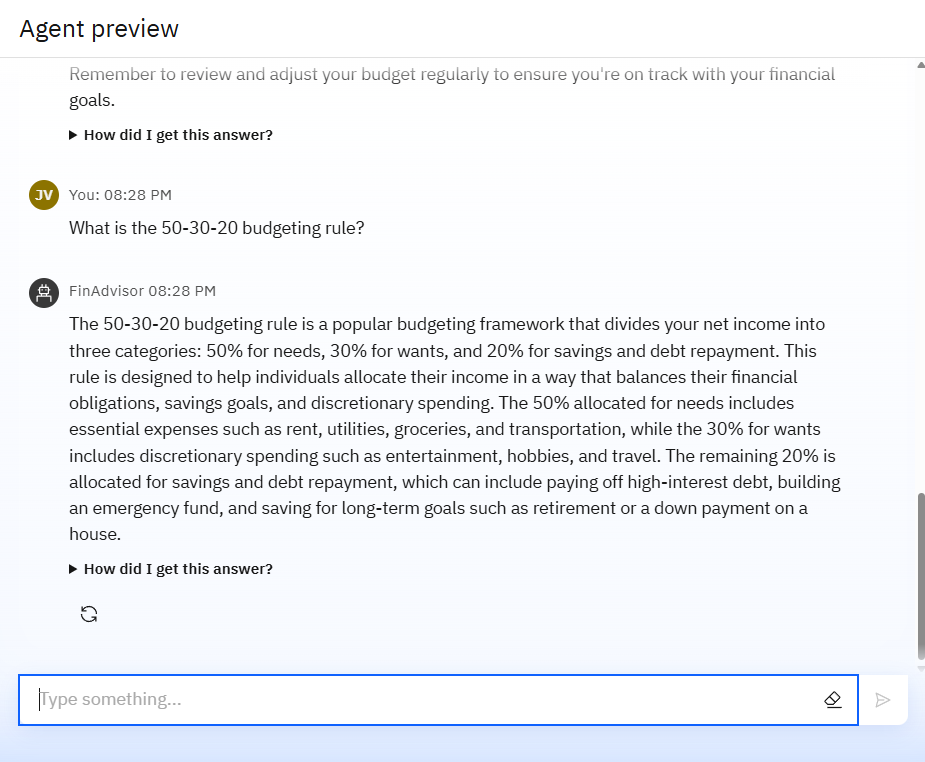 Agent preview
Remember to review and adjust your budget regularly to ensure you're on track with your financial
goals.
How did I get this answer?
JV
You: 08:28 PM
What is the 50-30-20 budgeting rule?
FinAdvisor 08:28 PM
The 50-30-20 budgeting rule is a popular budgeting framework that divides your net income into
three categories: 50% for needs, 30% for wants, and 20% for savings and debt repayment. This
rule is designed to help individuals allocate their income in a way that balances their financial
obligations, savings goals, and discretionary spending. The 50% allocated for needs includes
essential expenses such as rent, utilities, groceries, and transportation, while the 30% for wants
includes discretionary spending such as entertainment, hobbies, and travel. The remaining 20% is
allocated for savings and debt repayment, which can include paying off high-interest debt, building
an emergency fund, and saving for long-term goals such as retirement or a down payment on a
house.
How did I get this answer?
Type something...